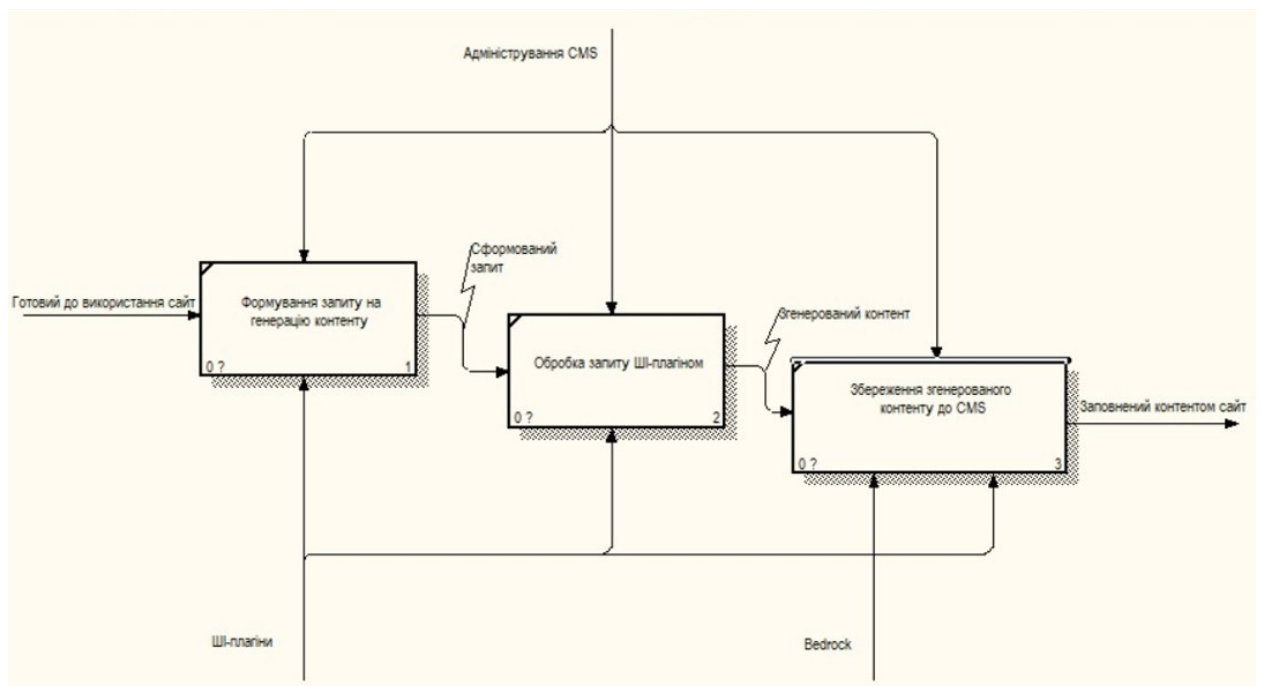 Адміністрування CMS
Сформований
запит
Готовий до використання сайт
Формування запиту на
генерацію контенту
0 ?
1
Згенерований контент
Обробка запиту ШІ-плагіном
0 ?
2
Збереження згенерованого
контенту до CMS
0 ?
3
Заповнений контентом сайт
ШІ-плагіни
Bedrock